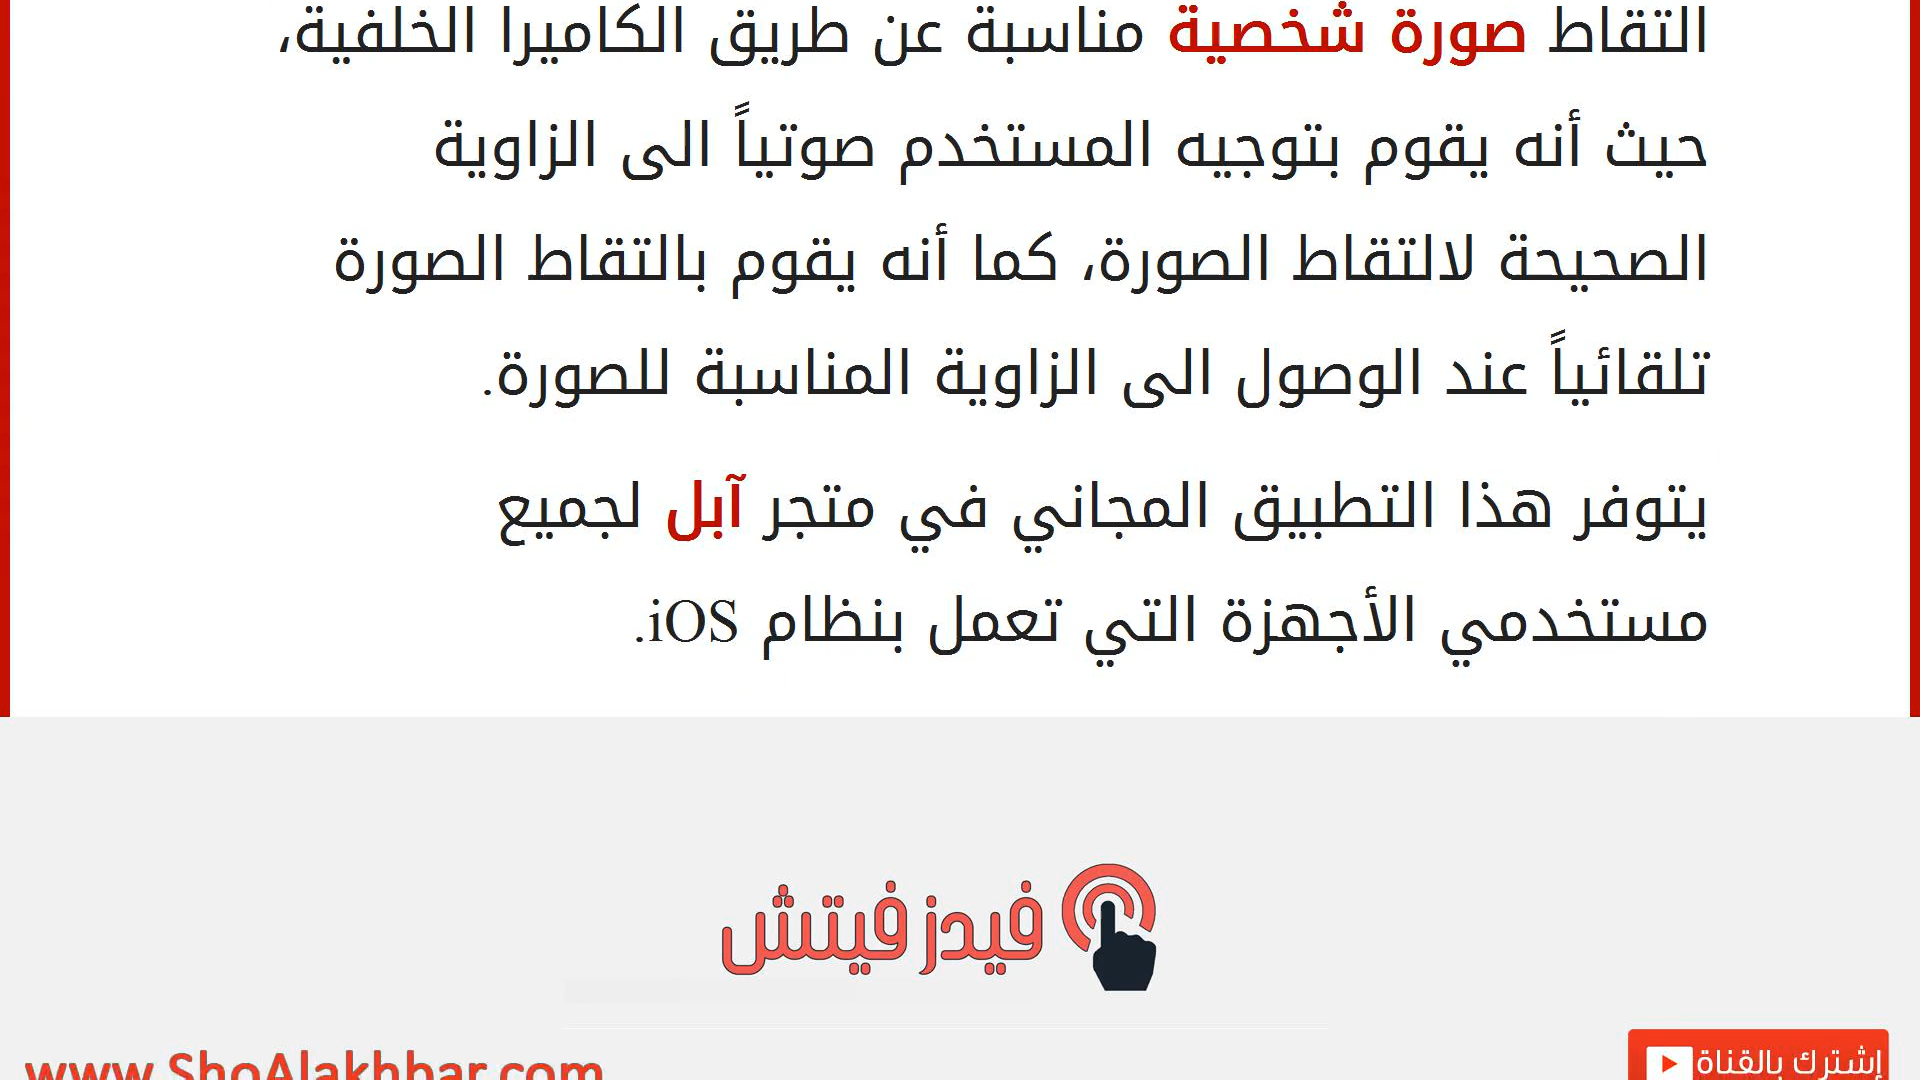 التقاط صورة شخصية مناسبة عن طريق الكاميرا الخلفية،
حيث أنه يقوم بتوجيه المستخدم صوتياً الى الزاوية
الصحيحة لالتقاط الصورة، كما أنه يقوم بالتقاط الصورة
تلقائياً عند الوصول الى الزاوية المناسبة للصورة.
يتوفر هذا التطبيق المجاني في متجر آبل لجميع
مستخدمي الأجهزة التي تعمل بنظام iOS.
فيدز فيتش
www.ShoAlakhbar.com
إشترك بالقناة